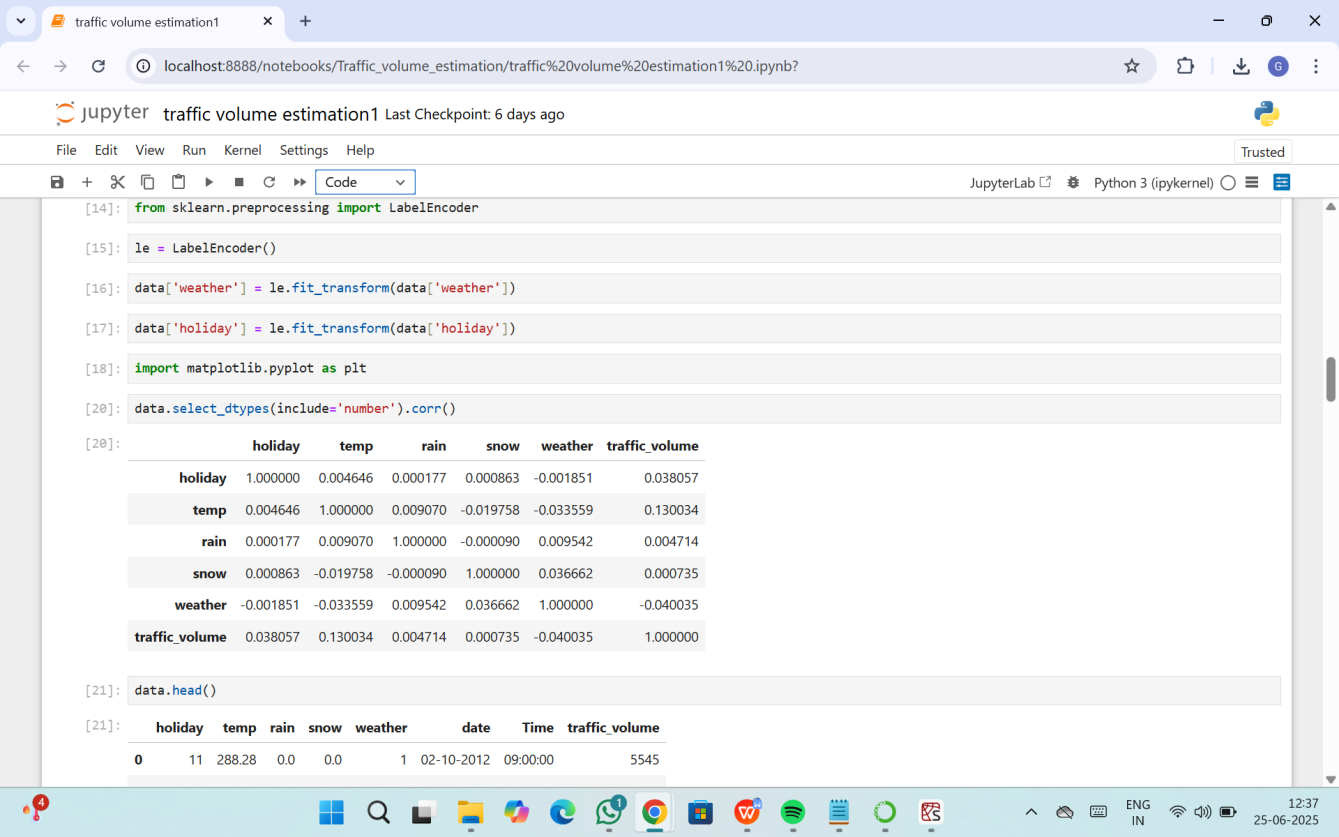 traffic volume estimation1
localhost:8888/notebooks/Traffic_volume_estimation/traffic%20volume%20estimation1%20.ipynb?
G
jupyter traffic volume estimation1 Last Checkpoint: 6 days ago
File Edit View Run Kernel Settings Help
Trusted
Code
JupyterLab Python 3 (ipykernel)
[14]: from sklearn.preprocessing import LabelEncoder
[15]: le = LabelEncoder()
[16]: data['weather'] = le.fit_transform(data['weather'])
[17]: data['holiday'] = le.fit_transform(data['holiday'])
[18]: import matplotlib.pyplot as plt
[20]: data.select_dtypes(include='number').corr()
[20]:
holiday temp rain snow weather traffic_volume
holiday 1.000000 0.004646 0.000177 0.000863 -0.001851 0.038057
temp 0.004646 1.000000 0.009070 -0.019758 -0.033559 0.130034
rain 0.000177 0.009070 1.000000 -0.000090 0.009542 0.004714
snow 0.000863 -0.019758 -0.000090 1.000000 0.036662 0.000735
weather -0.001851 -0.033559 0.009542 0.036662 1.000000 -0.040035
traffic_volume 0.038057 0.130034 0.004714 0.000735 -0.040035 1.000000
[21]: data.head()
[21]:
holiday temp rain snow weather date Time traffic_volume
0 11 288.28 0.0 0.0 1 02-10-2012 09:00:00 5545
4
1
W
ENG
IN
12:37
25-06-2025